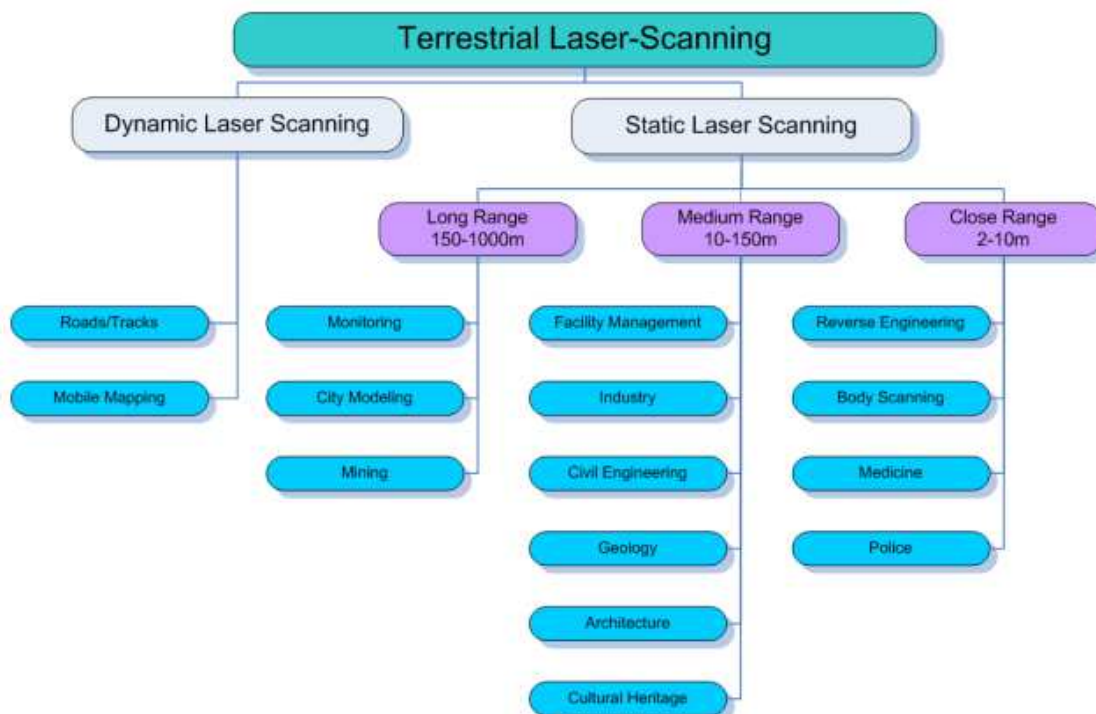 Terrestrial Laser-Scanning
Dynamic Laser Scanning
Static Laser Scanning
Long Range
150-1000m
Medium Range
10-150m
Close Range
2-10m
Roads/Tracks
Monitoring
Facility Management
Reverse Engineering
Mobile Mapping
City Modeling
Industry
Body Scanning
Mining
Civil Engineering
Medicine
Geology
Police
Architecture
Cultural Heritage